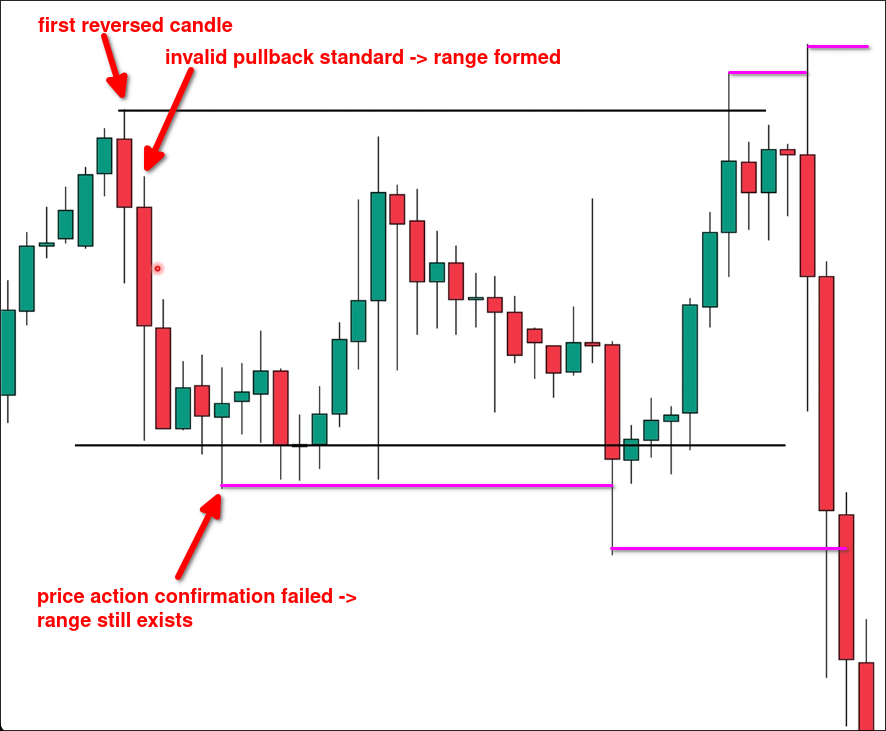 first reversed candle
invalid pullback standard -> range formed
price action confirmation failed ->
range still exists